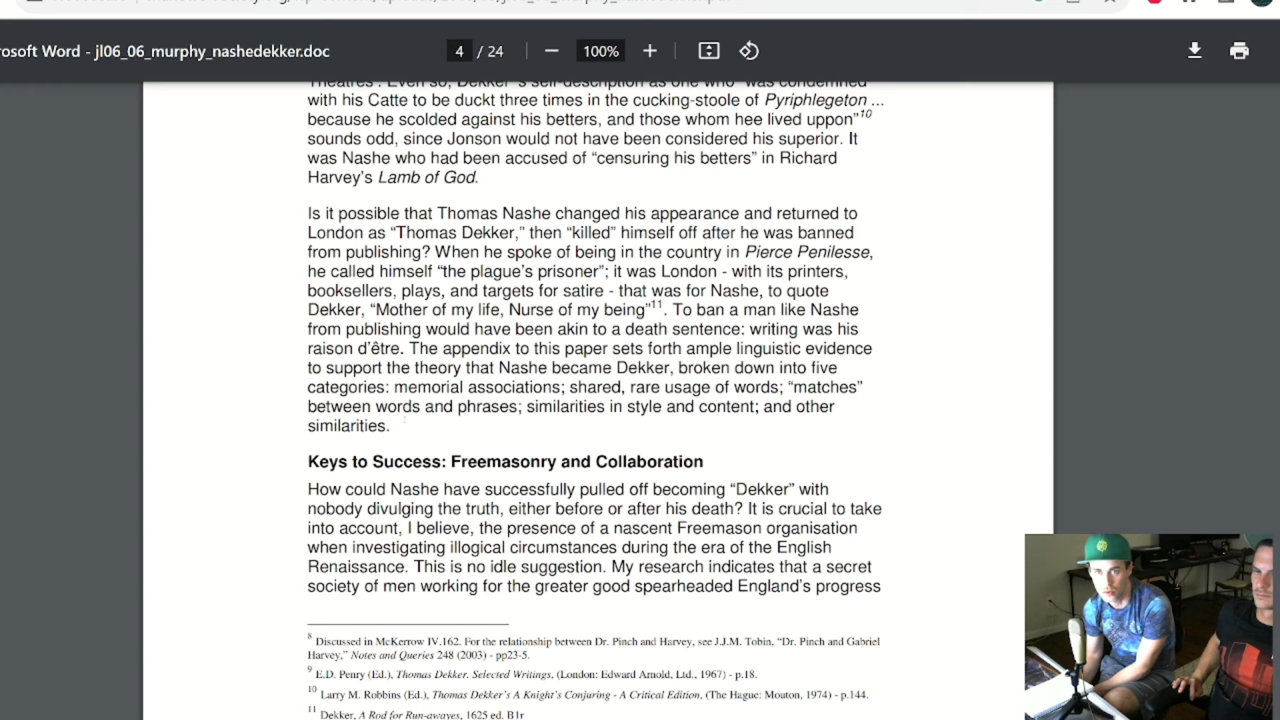 rosoft Word - jl06_06_murphy_nashedekker.doc
4 / 24
100%
Theatres". Even so, Dekker's self-description as one who "was condemned
with his Catte to be duckt three times in the cucking-stoole of Pyriphlegeton ...
because he scolded against his betters, and those whom hee lived uppon"10
sounds odd, since Jonson would not have been considered his superior. It
was Nashe who had been accused of "censuring his betters" in Richard
Harvey's Lamb of God.
Is it possible that Thomas Nashe changed his appearance and returned to
London as "Thomas Dekker," then "killed" himself off after he was banned
from publishing? When he spoke of being in the country in Pierce Penilesse,
he called himself "the plague's prisoner"; it was London - with its printers,
booksellers, plays, and targets for satire - that was for Nashe, to quote
Dekker, "Mother of my life, Nurse of my being"11. To ban a man like Nashe
from publishing would have been akin to a death sentence: writing was his
raison d'être. The appendix to this paper sets forth ample linguistic evidence
to support the theory that Nashe became Dekker, broken down into five
categories: memorial associations; shared, rare usage of words; "matches"
between words and phrases; similarities in style and content; and other
similarities.
Keys to Success: Freemasonry and Collaboration
How could Nashe have successfully pulled off becoming "Dekker" with
nobody divulging the truth, either before or after his death? It is crucial to take
into account, I believe, the presence of a nascent Freemason organisation
when investigating illogical circumstances during the era of the English
Renaissance. This is no idle suggestion. My research indicates that a secret
society of men working for the greater good spearheaded England's progress
8 Discussed in McKerrow IV.162. For the relationship between Dr. Pinch and Harvey, see J.J.M. Tobin, "Dr. Pinch and Gabriel
Harvey," Notes and Queries 248 (2003) - pp23-5.
9 E.D. Penry (Ed.), Thomas Dekker. Selected Writings, (London: Edward Arnold, Ltd., 1967) - p.18.
10 Larry M. Robbins (Ed.), Thomas Dekker's A Knight's Conjuring - A Critical Edition, (The Hague: Mouton, 1974) - p.144.
11 Dekker, A Rod for Run-awayes, 1625 ed. B1r